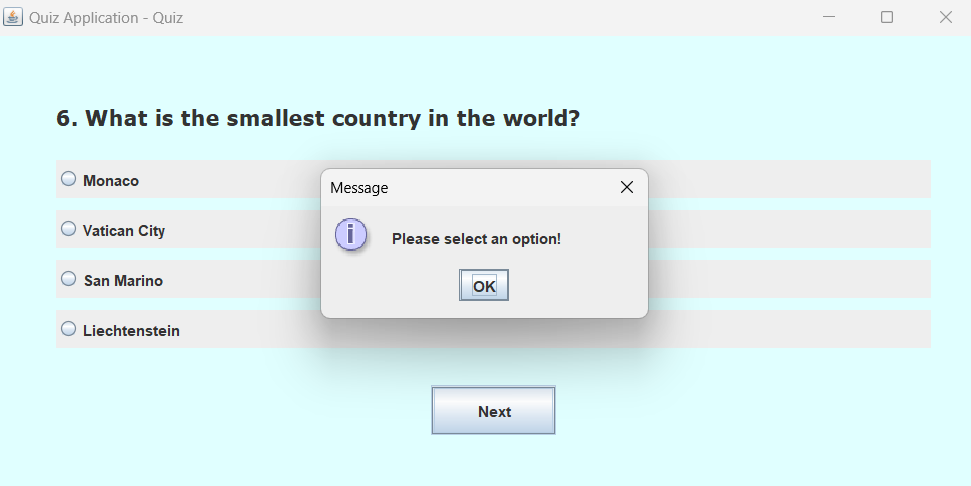 Quiz Application - Quiz
6. What is the smallest country in the world?
Monaco
Vatican City
San Marino
Liechtenstein
Message
i
Please select an option!
OK
Next